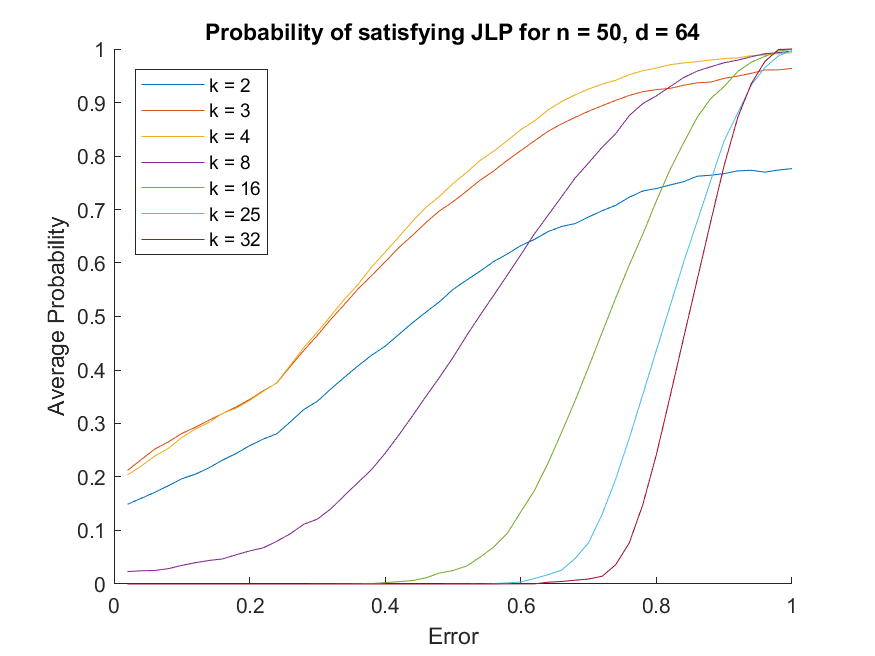 Probability of satisfying JLP for n = 50, d = 64
1
0.9
0.8
0.7
0.6
0.5
0.4
0.3
0.2
0.1
0
Average Probability
k = 2
k = 3
k = 4
k = 8
k = 16
k = 25
k = 32
0 0.2 0.4 0.6 0.8 1
Error